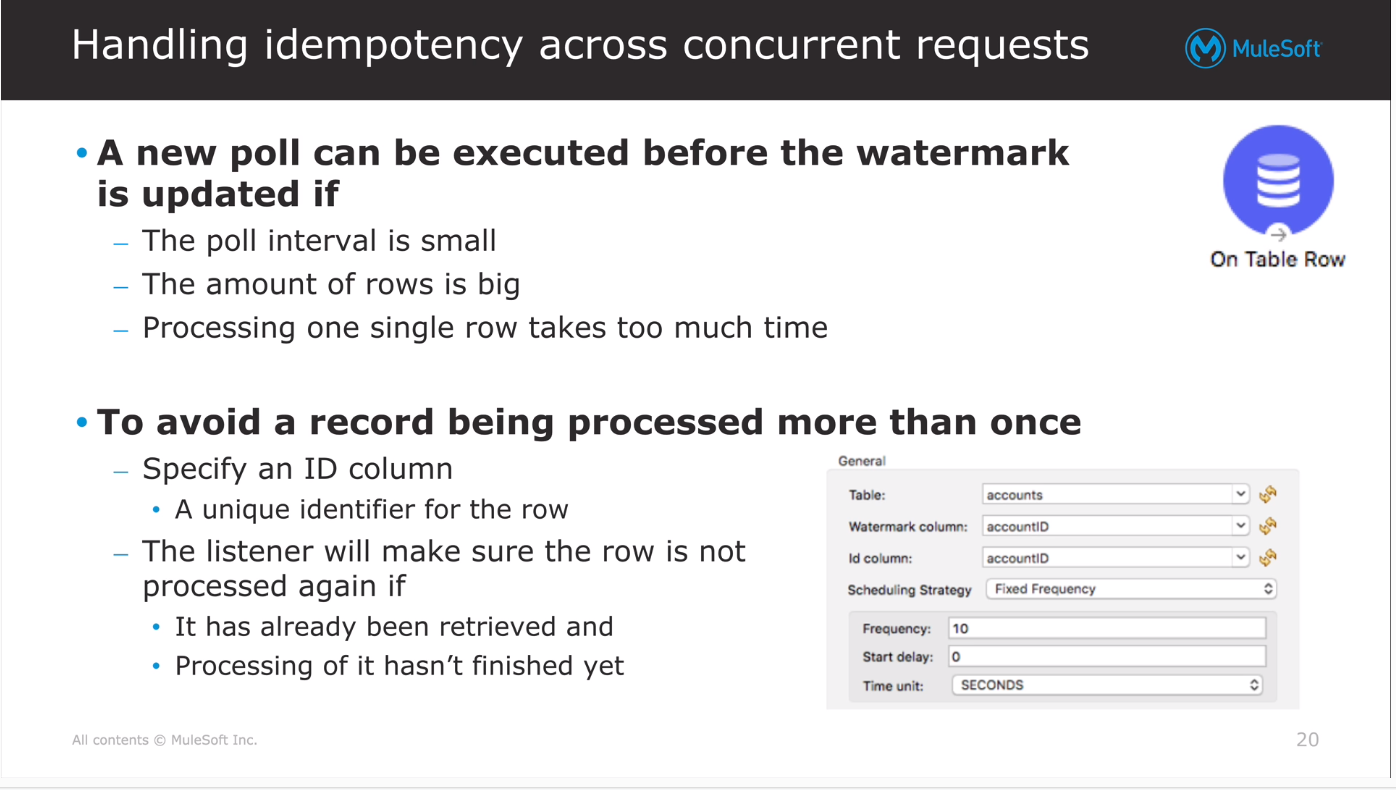 Handling idempotency across concurrent requests
MuleSoft
• A new poll can be executed before the watermark
is updated if
– The poll interval is small
– The amount of rows is big
– Processing one single row takes too much time
On Table Row
• To avoid a record being processed more than once
– Specify an ID column
• A unique identifier for the row
– The listener will make sure the row is not
processed again if
• It has already been retrieved and
• Processing of it hasn’t finished yet
General
Table: accounts
Watermark column: accountID
Id column: accountID
Scheduling Strategy Fixed Frequency
Frequency: 10
Start delay: 0
Time unit: SECONDS
All contents © MuleSoft Inc.
20